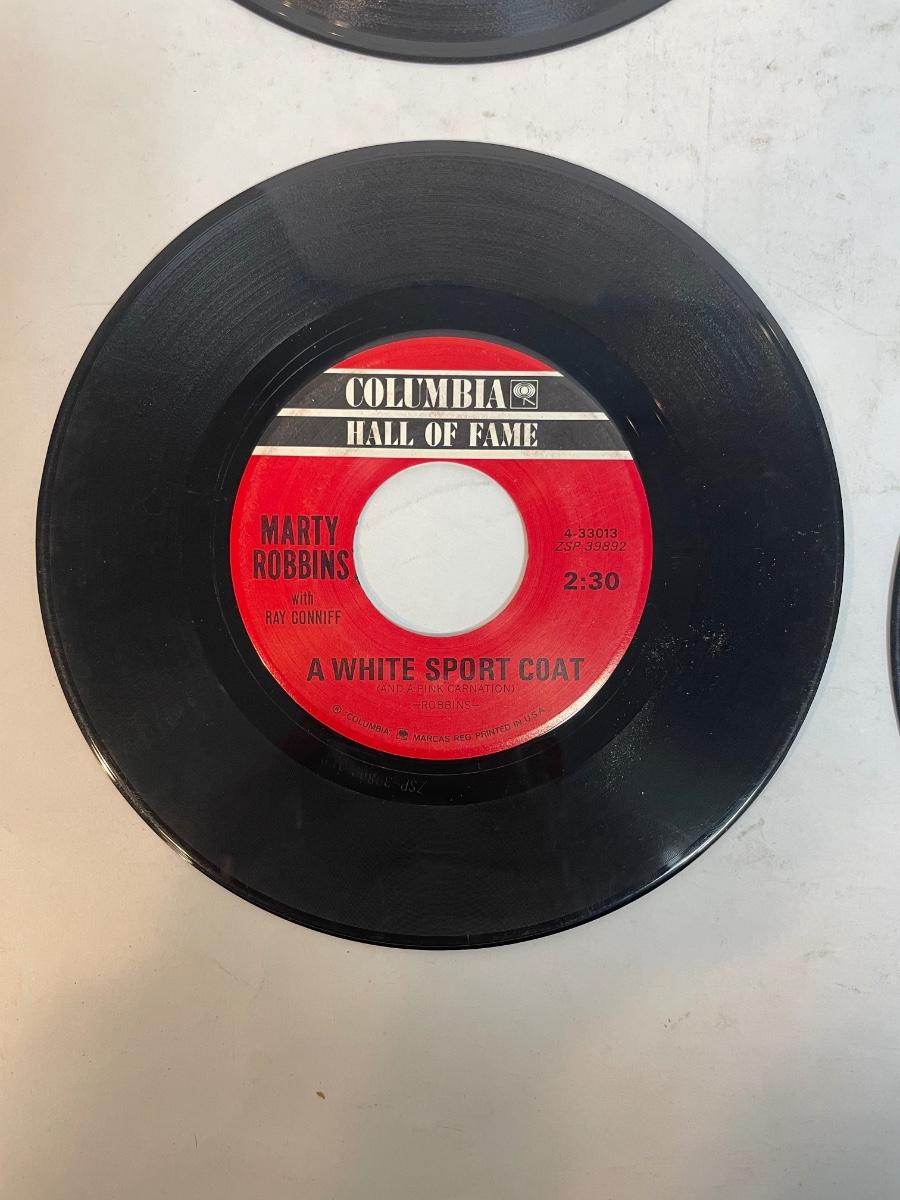 COLUMBIA
HALL OF FAME
MARTY
ROBBINS
with
RAY CONNIFF
4-33013
ZSP 39892
2:30
A WHITE SPORT COAT
(AND A PINK CARNATION)
—ROBBINS—
® "COLUMBIA", MARCAS REG. PRINTED IN U.S.A.
ZSP